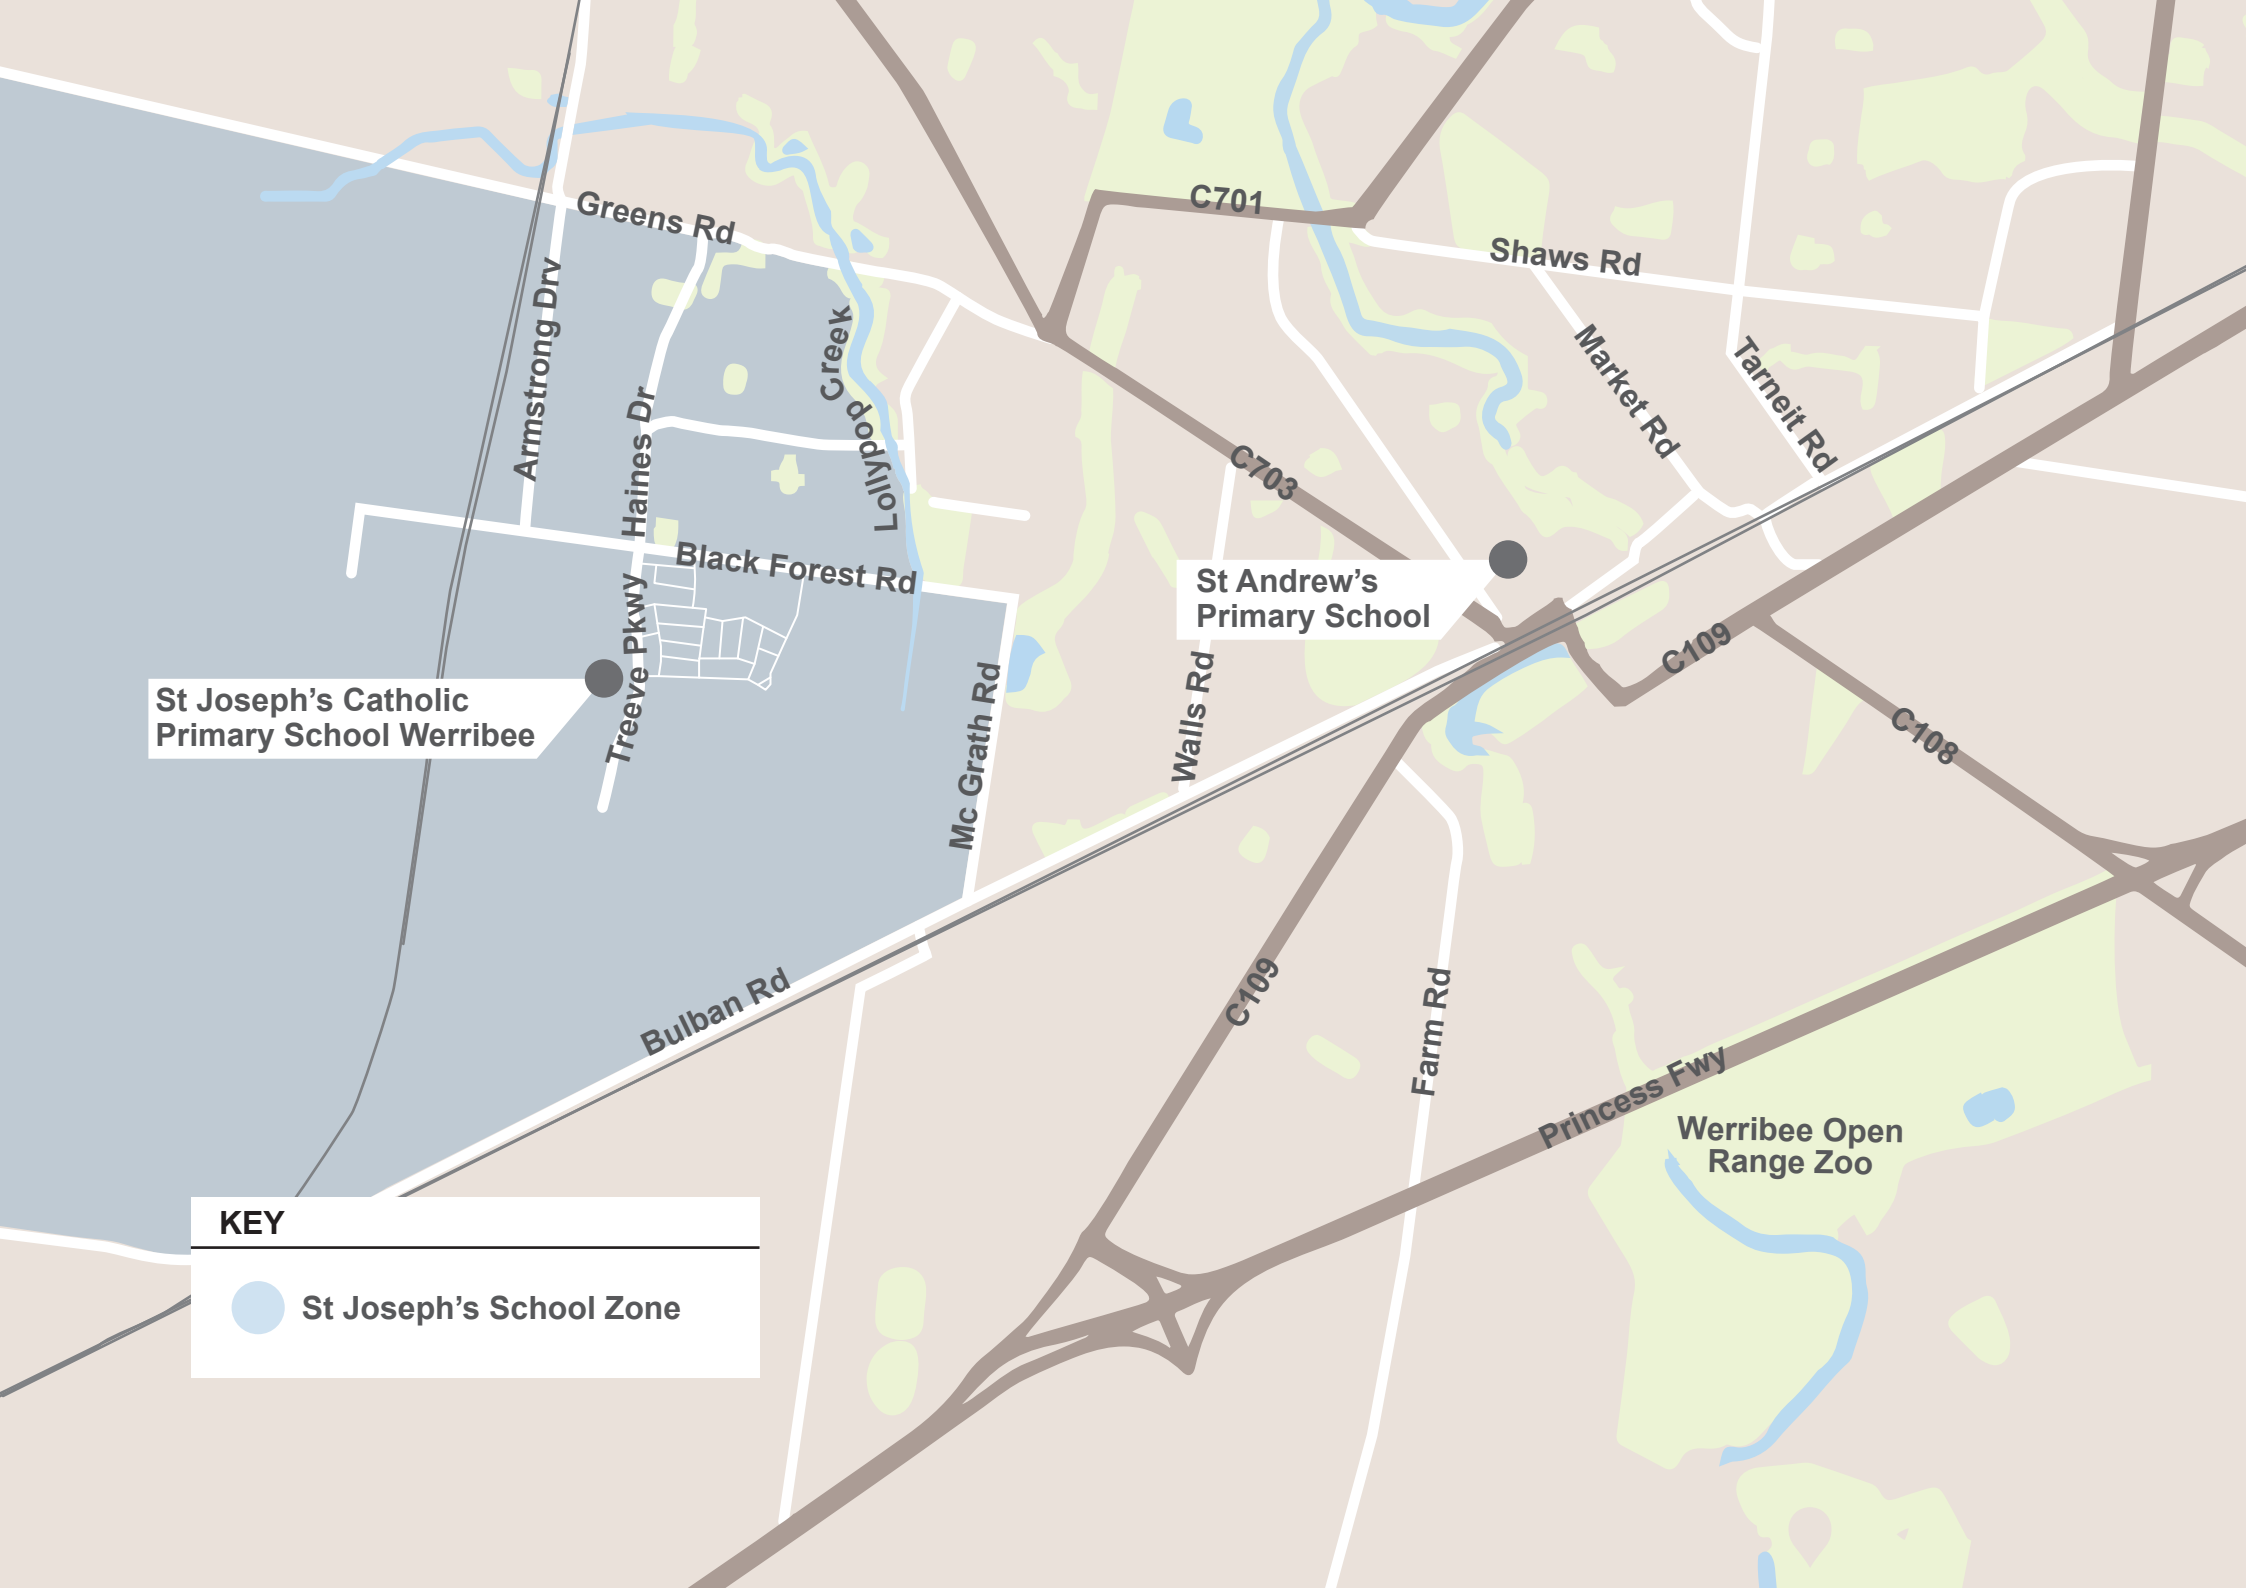 Greens Rd
C701
Shaws Rd
Armstrong Drv
Haines Dr
Lollypop Creek
Market Rd
Tarneit Rd
C703
Black Forest Rd
St Andrew’s
Primary School
Treeve Pkwy
St Joseph’s Catholic
Primary School Werribee
Mc Grath Rd
Walls Rd
C109
C108
Bulban Rd
C109
Farm Rd
Princess Fwy
Werribee Open
Range Zoo
KEY
St Joseph’s School Zone